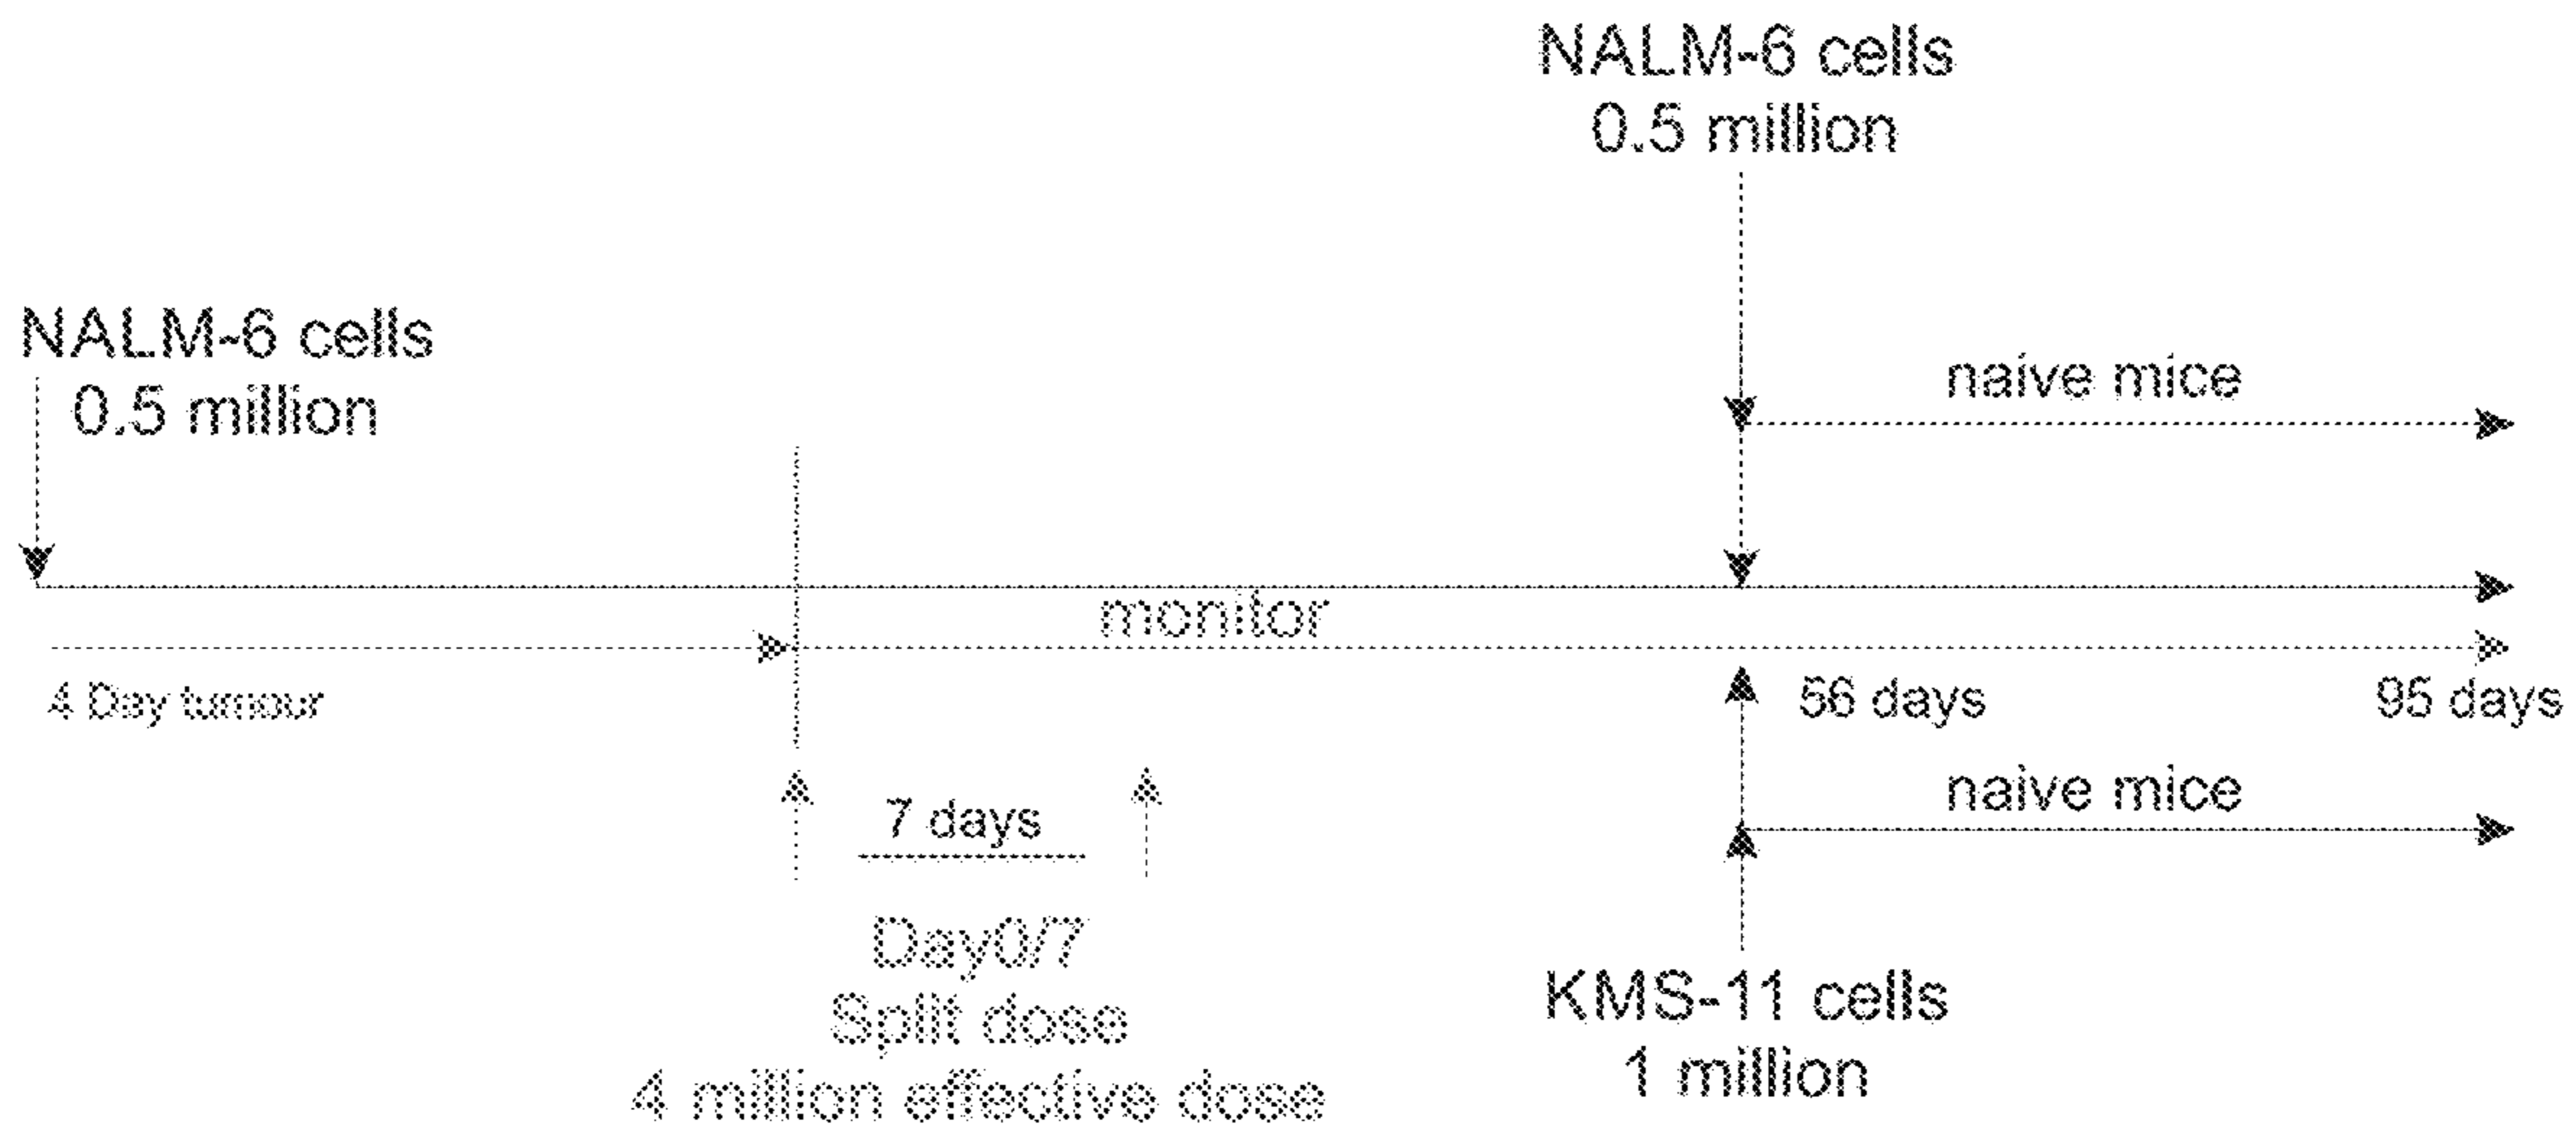 NALM-6 cells
0.5 million
NALM-6 cells
0.5 million
naive mice
monitor
4 Day tumour
56 days
95 days
7 days
naive mice
Day0/7
Split dose
4 million effective dose
KMS-11 cells
1 million